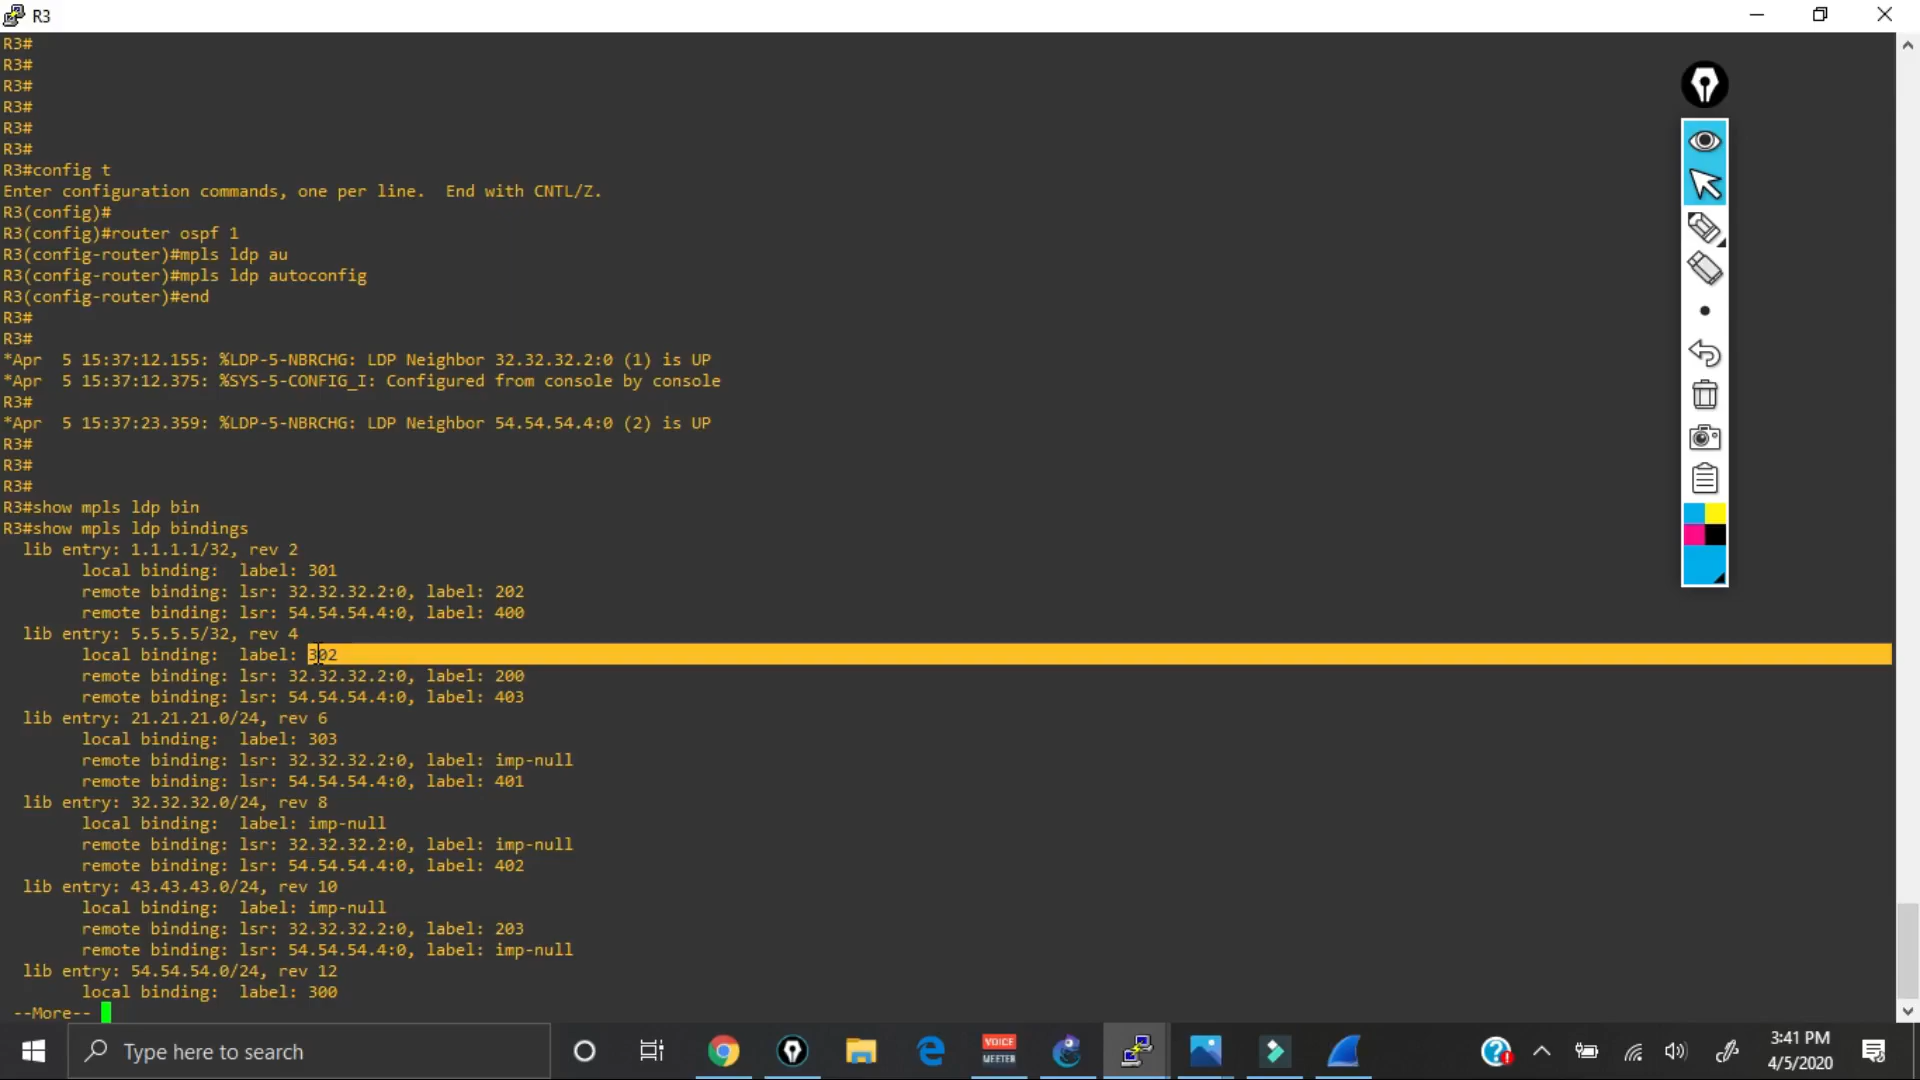 R3
R3#
R3#
R3#
R3#
R3#
R3#
R3#config t
Enter configuration commands, one per line.  End with CNTL/Z.
R3(config)#
R3(config)#router ospf 1
R3(config-router)#mpls ldp au
R3(config-router)#mpls ldp autoconfig
R3(config-router)#end
R3#
R3#
*Apr  5 15:37:12.155: %LDP-5-NBRCHG: LDP Neighbor 32.32.32.2:0 (1) is UP
*Apr  5 15:37:12.375: %SYS-5-CONFIG_I: Configured from console by console
R3#
*Apr  5 15:37:23.359: %LDP-5-NBRCHG: LDP Neighbor 54.54.54.4:0 (2) is UP
R3#
R3#
R3#
R3#show mpls ldp bin
R3#show mpls ldp bindings
  lib entry: 1.1.1.1/32, rev 2
        local binding:  label: 301
        remote binding: lsr: 32.32.32.2:0, label: 202
        remote binding: lsr: 54.54.54.4:0, label: 400
  lib entry: 5.5.5.5/32, rev 4
        local binding:  label: 302
        remote binding: lsr: 32.32.32.2:0, label: 200
        remote binding: lsr: 54.54.54.4:0, label: 403
  lib entry: 21.21.21.0/24, rev 6
        local binding:  label: 303
        remote binding: lsr: 32.32.32.2:0, label: imp-null
        remote binding: lsr: 54.54.54.4:0, label: 401
  lib entry: 32.32.32.0/24, rev 8
        local binding:  label: imp-null
        remote binding: lsr: 32.32.32.2:0, label: imp-null
        remote binding: lsr: 54.54.54.4:0, label: 402
  lib entry: 43.43.43.0/24, rev 10
        local binding:  label: imp-null
        remote binding: lsr: 32.32.32.2:0, label: 203
        remote binding: lsr: 54.54.54.4:0, label: imp-null
  lib entry: 54.54.54.0/24, rev 12
        local binding:  label: 300
 --More--
Type here to search
VOICE
MEETER
3:41 PM
4/5/2020